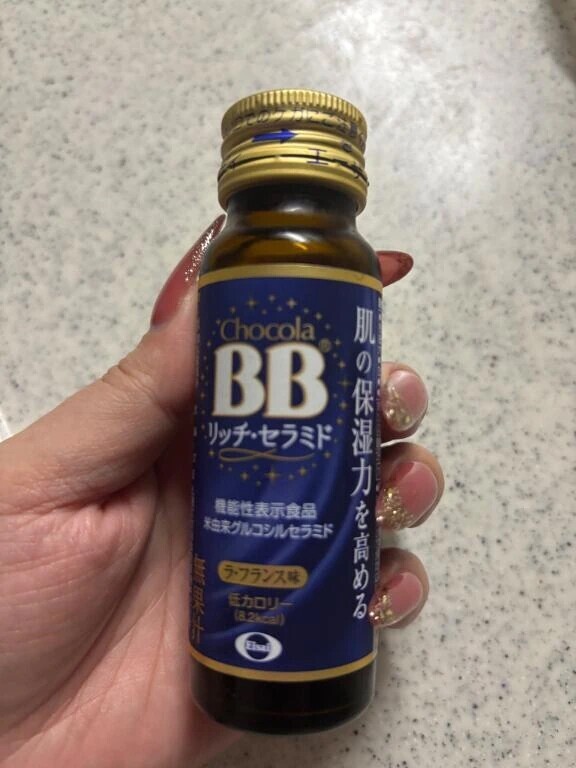 Chocola
BB®
リッチ・セラミド
肌の保湿力を高める
機能性表示食品
米由来グルコシルセラミド
ラ・フランス味
低カロリー
(8.2kcal)
無果汁
Eisai